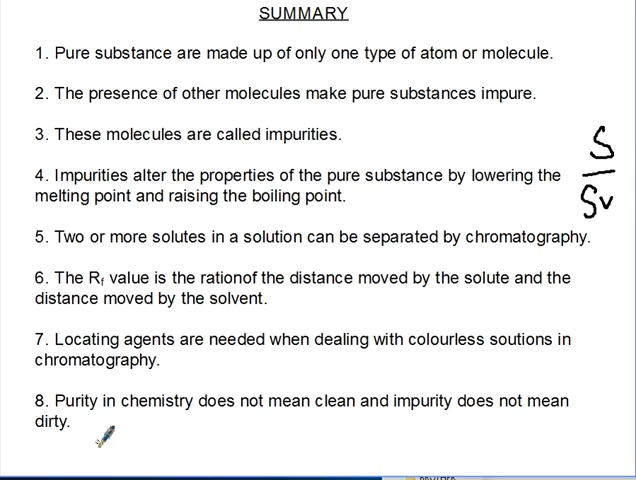 SUMMARY
1. Pure substance are made up of only one type of atom or molecule.
2. The presence of other molecules make pure substances impure.
3. These molecules are called impurities.
S
4. Impurities alter the properties of the pure substance by lowering the
melting point and raising the boiling point.
Sv
5. Two or more solutes in a solution can be separated by chromatography.
6. The Rf value is the rationof the distance moved by the solute and the
distance moved by the solvent.
7. Locating agents are needed when dealing with colourless soutions in
chromatography.
8. Purity in chemistry does not mean clean and impurity does not mean
dirty.